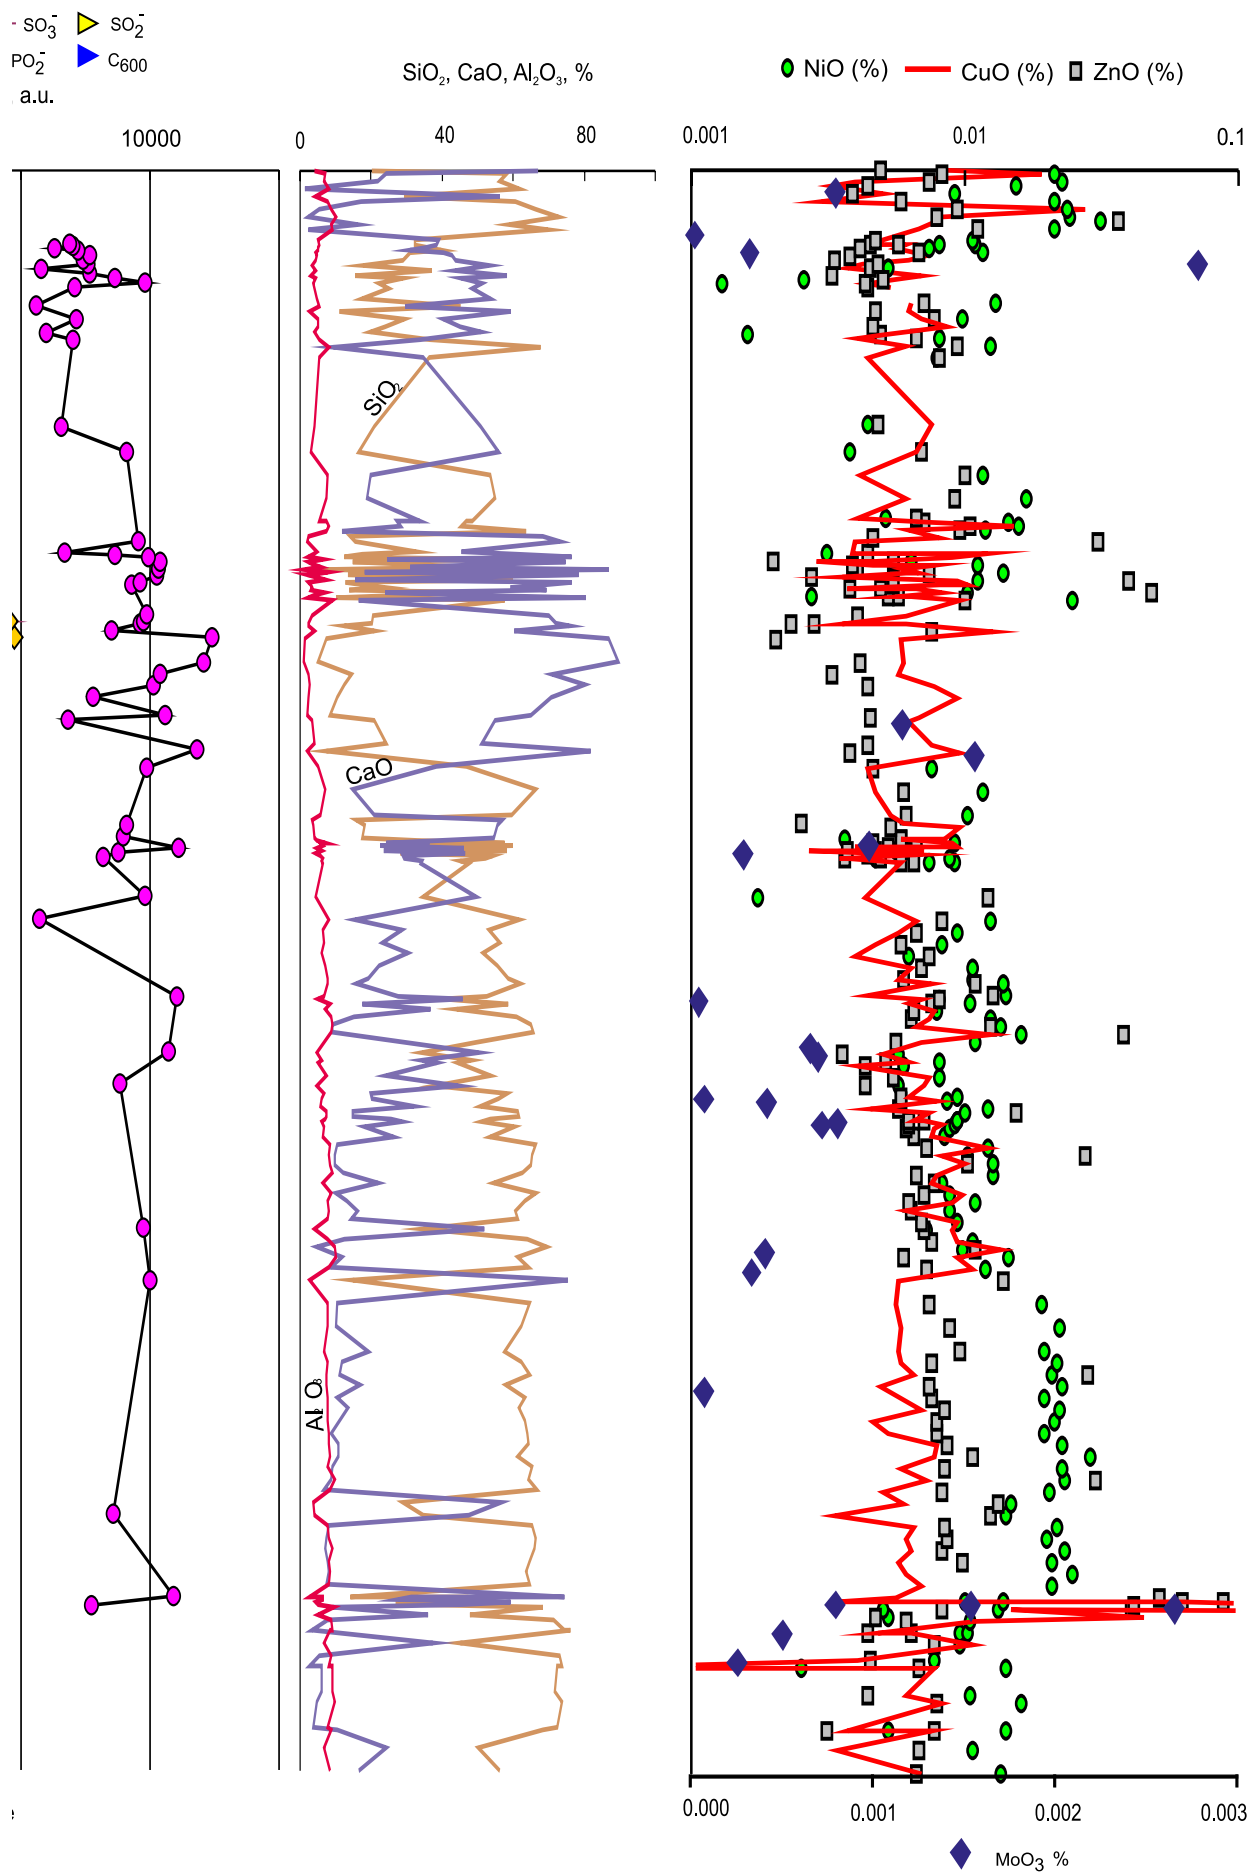 - SO₃⁻ SO₂⁻
PO₂⁻ C₆₀₀
a.u.
SiO₂, CaO, Al₂O₃, %
NiO (%) CuO (%) ZnO (%)
10000
0 40 80
0.001 0.01 0.1
SiO₂
CaO
Al₂O₃
0.000 0.001 0.002 0.003
MoO₃ %